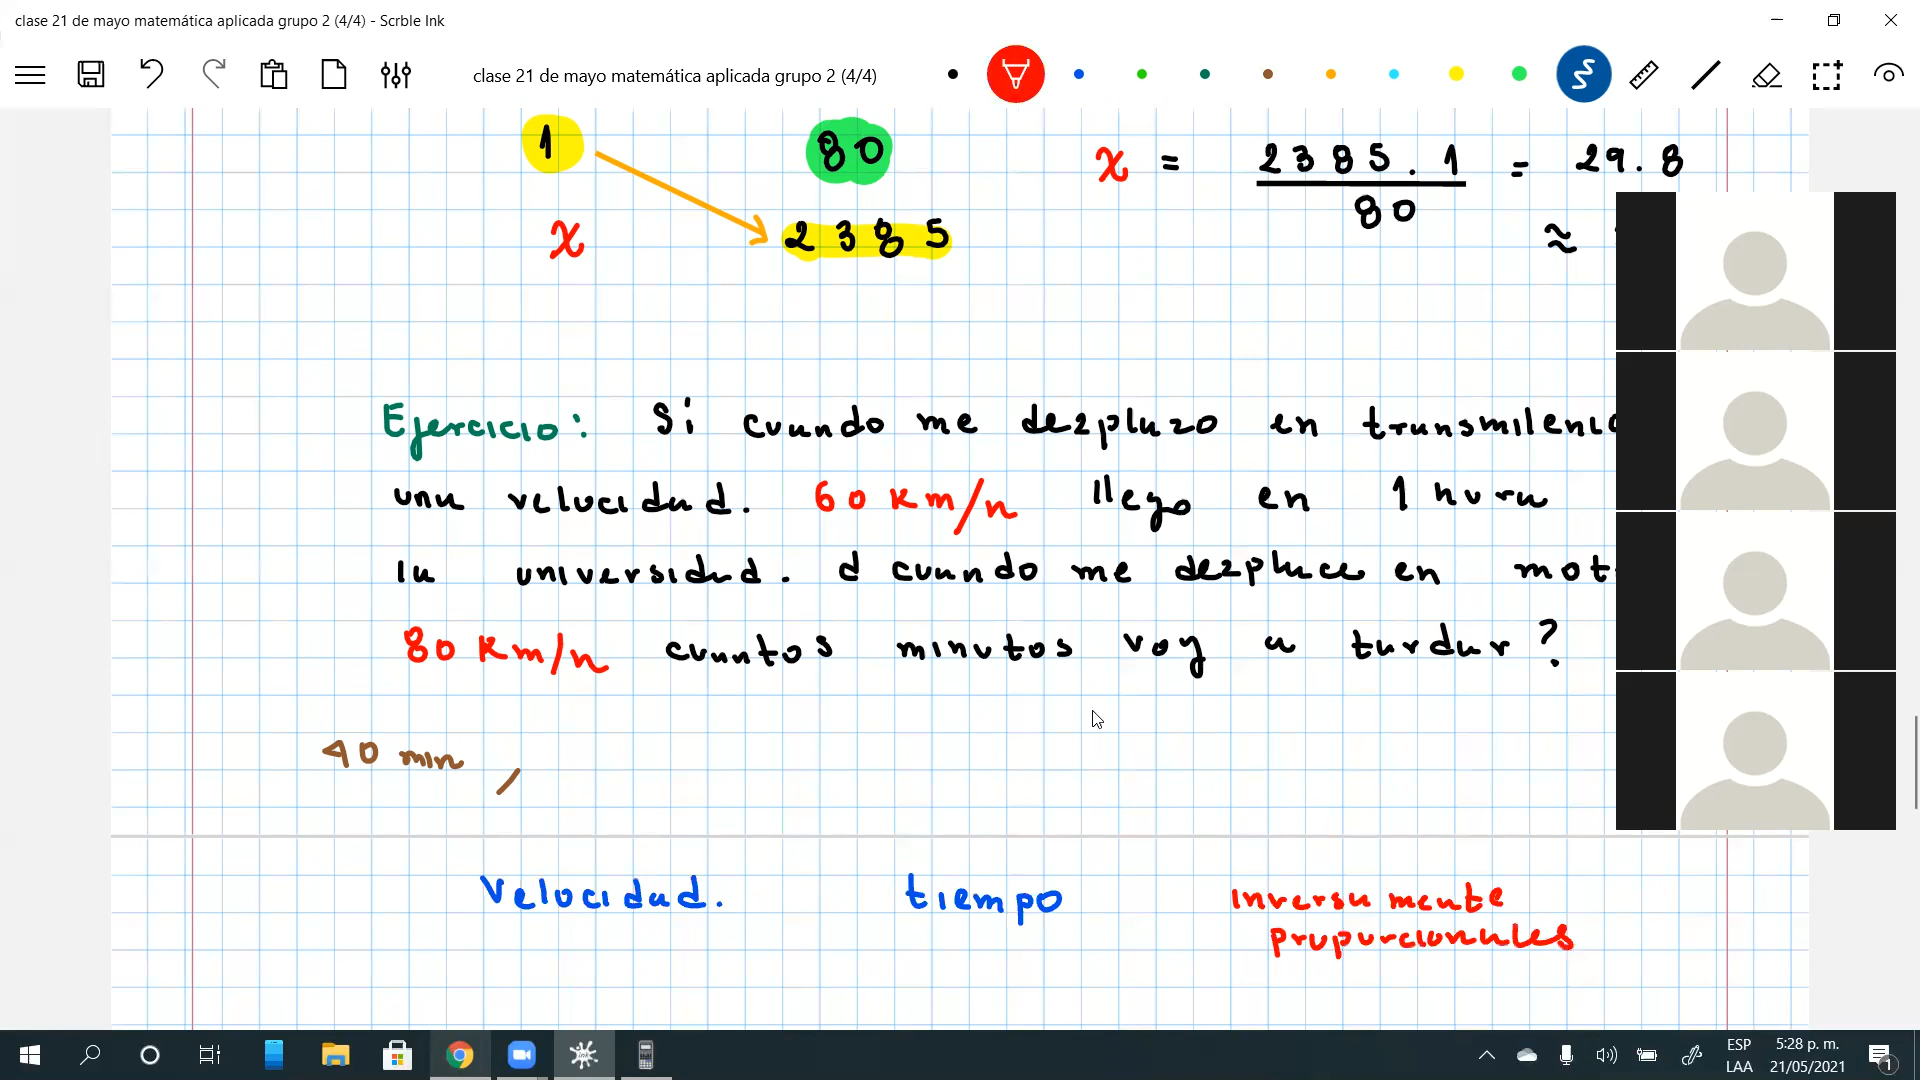 clase 21 de mayo matemática aplicada grupo 2 (4/4) - Scrble Ink
clase 21 de mayo matemática aplicada grupo 2 (4/4)
1 80 x = 2385.1 = 29.8
80
x 2385 ≈
Ejercicio: Si cuando me dezplazo en transmilenio
una velocidad. 60 km/h llego en 1 hora
la universidad. d cuando me dezplace en mot
80 km/h cuantos minutos voy a tardar?
40 min /
Velocidad. tiempo Inversamente
proporcionales
ESP 5:28 p. m.
LAA 21/05/2021 1